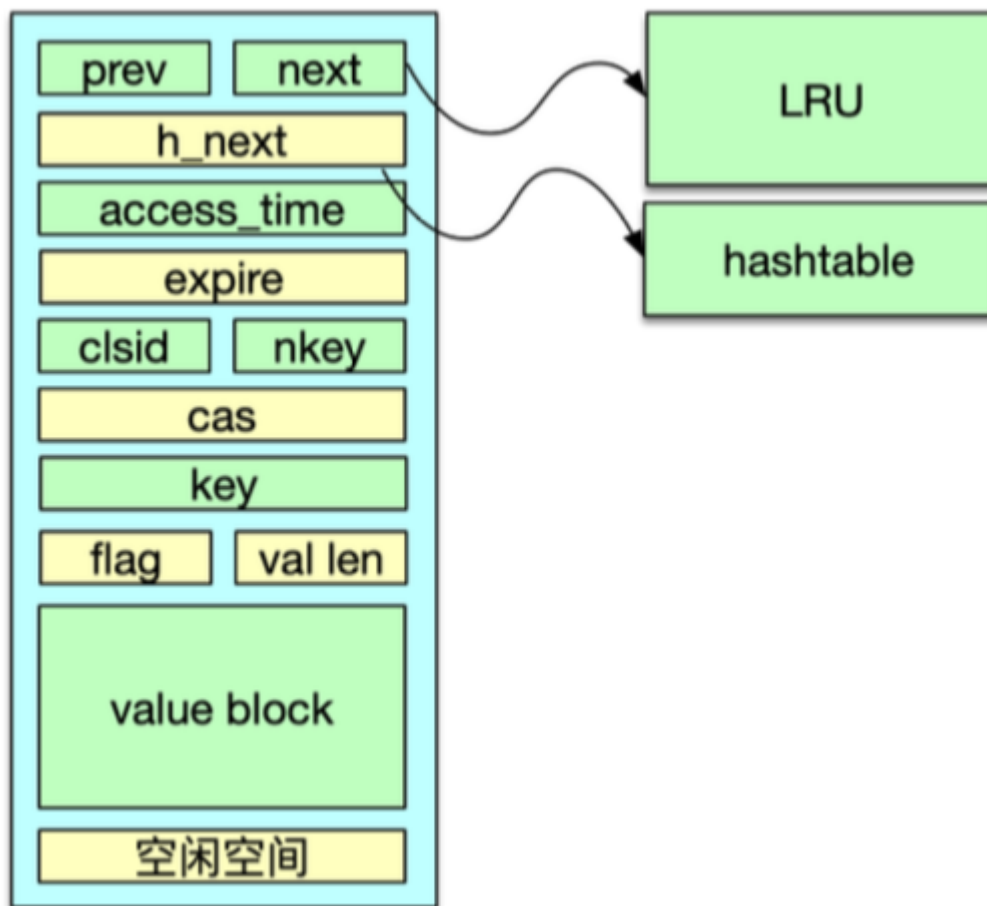 prev next
h_next
access_time
expire
clsid nkey
cas
key
flag val len
value block
空闲空间
LRU
hashtable